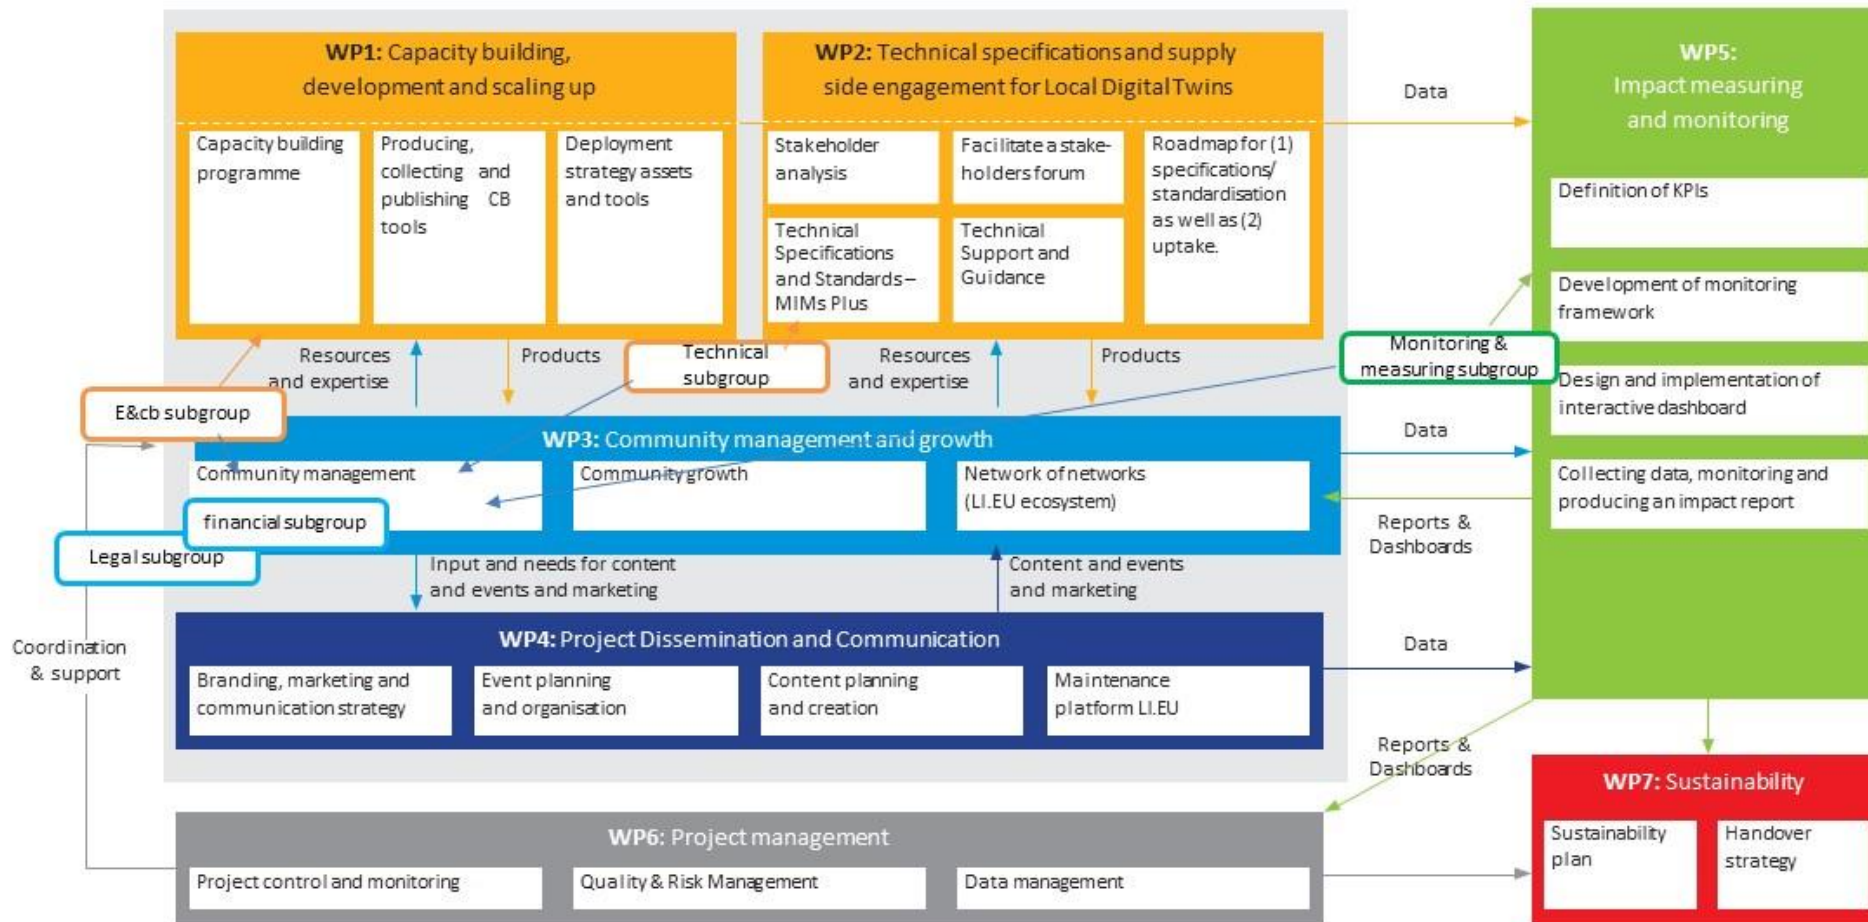 WP1: Capacity building,
development and scaling up
Capacity building
programme
Producing,
collecting and
publishing CB
tools
Deployment
strategy assets
and tools
WP2: Technical specifications and supply
side engagement for Local Digital Twins
Stakeholder
analysis
Facilitate a stake-
holders forum
Roadmap for (1)
specifications/
standardisation
as well as (2)
uptake.
Technical
Specifications
and Standards –
MIMs Plus
Technical
Support and
Guidance
Data
WP5:
Impact measuring
and monitoring
Definition of KPIs
Development of monitoring
framework
Design and implementation of
interactive dashboard
Collecting data, monitoring and
producing an impact report
Resources
and expertise
Products
Technical
subgroup
Resources
and expertise
Products
Monitoring &
measuring subgroup
E&cb subgroup
WP3: Community management and growth
Community management
Community growth
Network of networks
(LI.EU ecosystem)
financial subgroup
Legal subgroup
Data
Reports &
Dashboards
Input and needs for content
and events and marketing
Content and events
and marketing
Coordination
& support
WP4: Project Dissemination and Communication
Branding, marketing and
communication strategy
Event planning
and organisation
Content planning
and creation
Maintenance
platform LI.EU
Data
Reports &
Dashboards
WP6: Project management
Project control and monitoring
Quality & Risk Management
Data management
WP7: Sustainability
Sustainability
plan
Handover
strategy